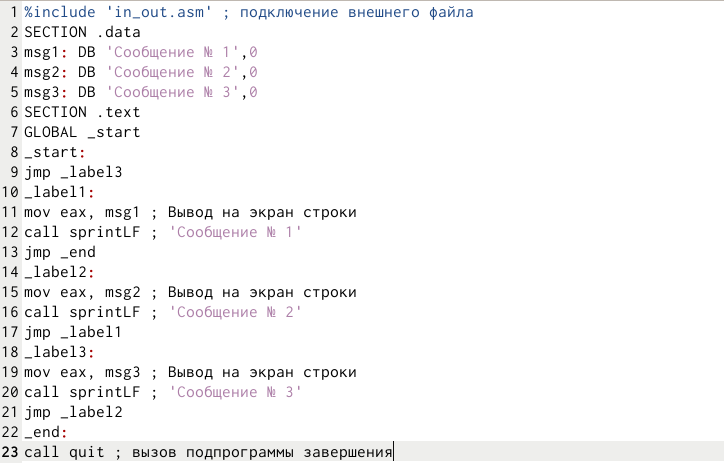 1 %include 'in_out.asm' ; подключение внешнего файла
2 SECTION .data
3 msg1: DB 'Сообщение № 1',0
4 msg2: DB 'Сообщение № 2',0
5 msg3: DB 'Сообщение № 3',0
6 SECTION .text
7 GLOBAL _start
8 _start:
9 jmp _label3
10 _label1:
11 mov eax, msg1 ; Вывод на экран строки
12 call sprintLF ; 'Сообщение № 1'
13 jmp _end
14 _label2:
15 mov eax, msg2 ; Вывод на экран строки
16 call sprintLF ; 'Сообщение № 2'
17 jmp _label1
18 _label3:
19 mov eax, msg3 ; Вывод на экран строки
20 call sprintLF ; 'Сообщение № 3'
21 jmp _label2
22 _end:
23 call quit ; вызов подпрограммы завершения